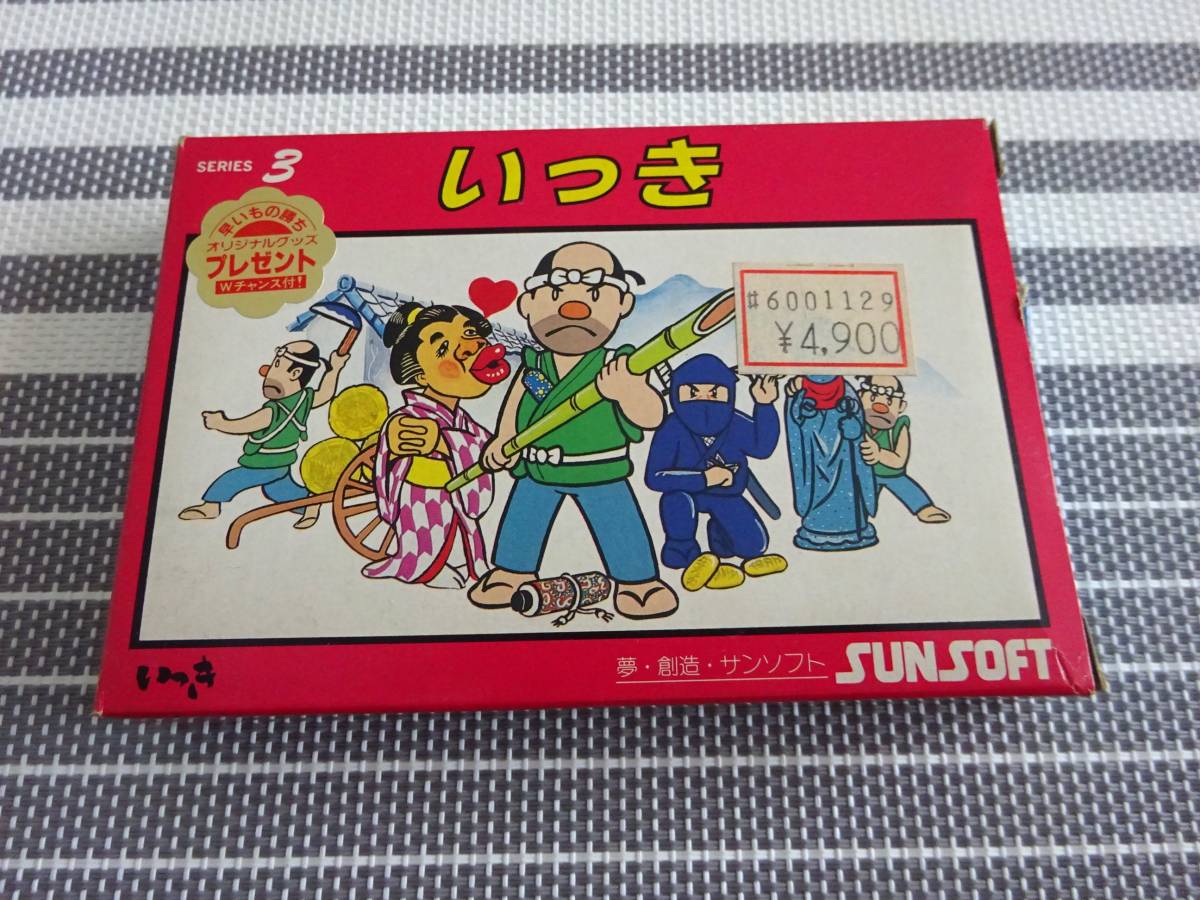 SERIES 3
いっき
早いもの勝ち
オリジナルグッズ
プレゼント
Wチャンス付!
#6001129
¥4,900
いっき
夢・創造・サンソフト
SUNSOFT